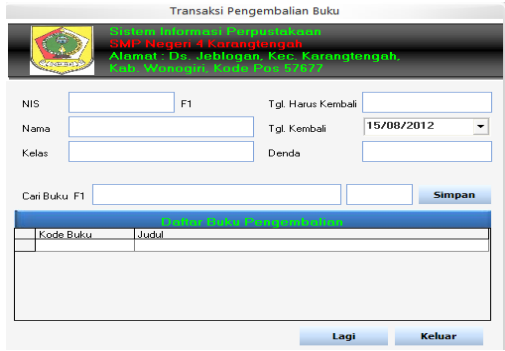 Transaksi Pengembalian Buku
Sistem Informasi Perpustakaan
SMP Negeri 4 Karangtengah
Alamat : Ds. Jeblogan, Kec. Karangtengah,
Kab. Wonogiri, Kode Pos 57677
NIS F1 Tgl. Harus Kembali
Nama Tgl. Kembali 15/08/2012
Kelas Denda
Cari Buku F1 Simpan
Daftar Buku Pengembalian
Kode Buku Judul
Lagi Keluar